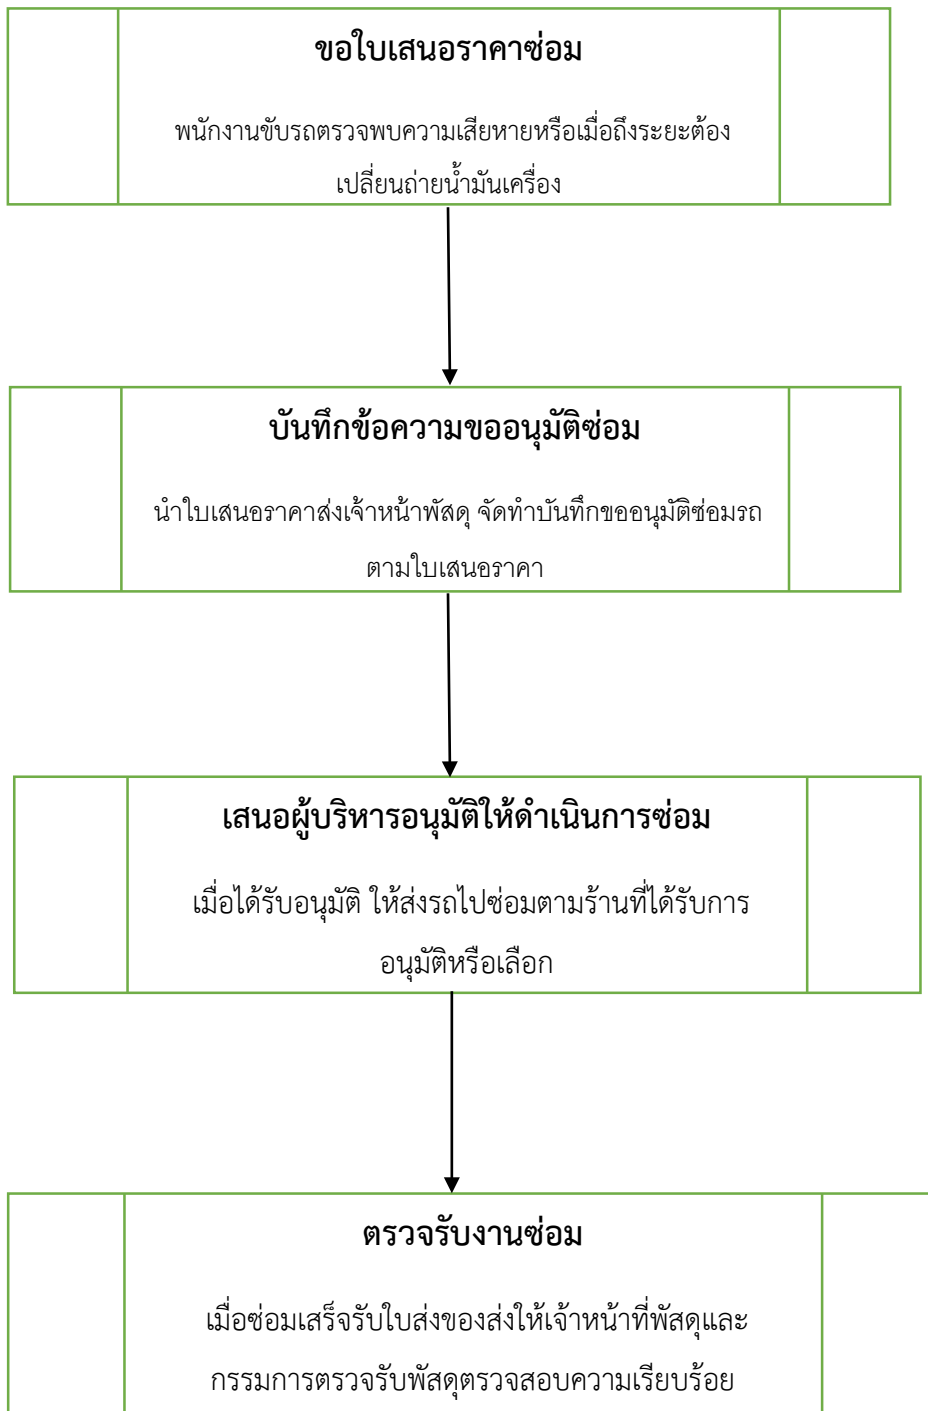 ขอใบเสนอราคาซ่อม
พนักงานขับรถตรวจพบความเสียหายหรือเมื่อถึงระยะต้อง
เปลี่ยนถ่ายน้ำมันเครื่อง
บันทึกข้อความขออนุมัติซ่อม
นำใบเสนอราคาส่งเจ้าหน้าพัสดุ จัดทำบันทึกขออนุมัติซ่อมรถ
ตามใบเสนอราคา
เสนอผู้บริหารอนุมัติให้ดำเนินการซ่อม
เมื่อได้รับอนุมัติ ให้ส่งรถไปซ่อมตามร้านที่ได้รับการ
อนุมัติหรือเลือก
ตรวจรับงานซ่อม
เมื่อซ่อมเสร็จรับใบส่งของส่งให้เจ้าหน้าที่พัสดุและ
กรรมการตรวจรับพัสดุตรวจสอบความเรียบร้อย